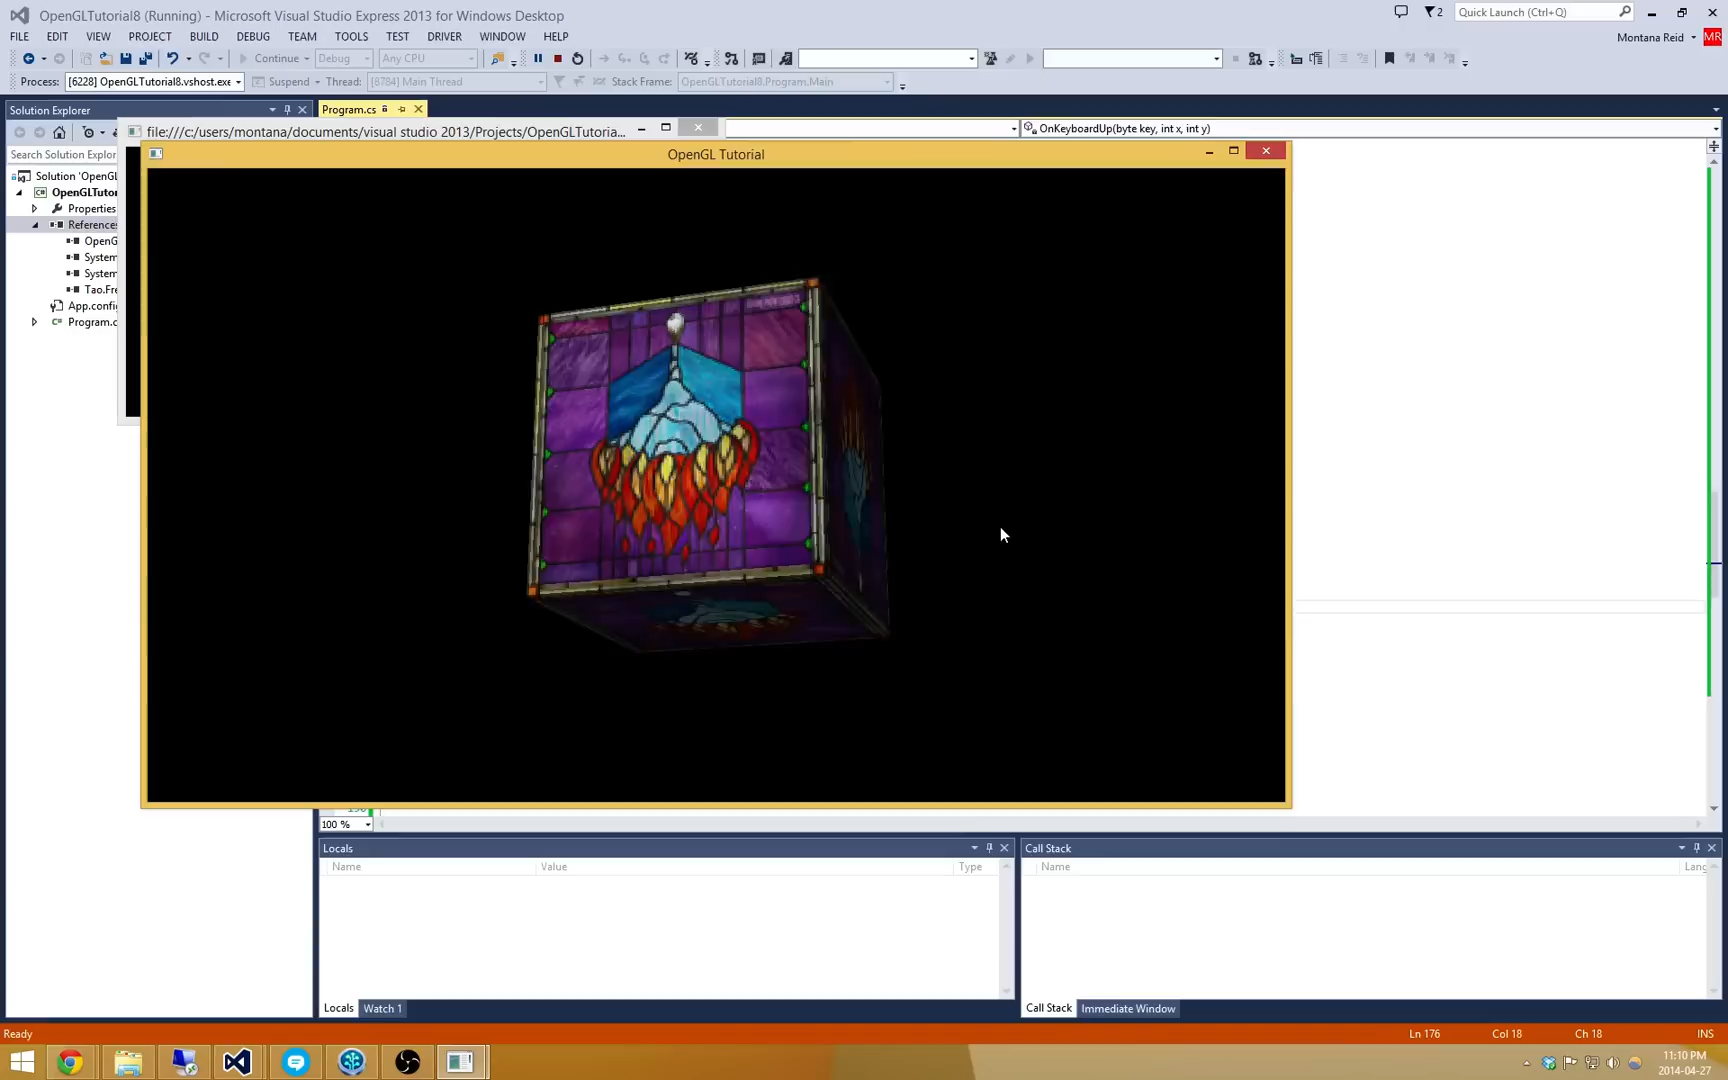 OpenGLTutorial8 (Running) - Microsoft Visual Studio Express 2013 for Windows Desktop
2
Quick Launch (Ctrl+Q)
FILE EDIT VIEW PROJECT BUILD DEBUG TEAM TOOLS TEST DRIVER WINDOW HELP
Montana Reid
MR
Continue
Debug
Any CPU
Process: [6228] OpenGLTutorial8.vshost.exe
Suspend
Thread: [8784] Main Thread
Stack Frame: OpenGLTutorial8.Program.Main
Solution Explorer
Program.cs
file:///c:/users/montana/documents/visual studio 2013/Projects/OpenGLTutoria...
OnKeyboardUp(byte key, int x, int y)
Search Solution Explor
OpenGL Tutorial
Solution 'OpenGL
OpenGLTutor
Properties
References
OpenG
System
System
Tao.Fre
App.config
Program.c
100 %
Locals
Name Value Type
Call Stack
Name Lang
Locals Watch 1
Call Stack Immediate Window
Ready
Ln 176 Col 18 Ch 18 INS
11:10 PM
2014-04-27